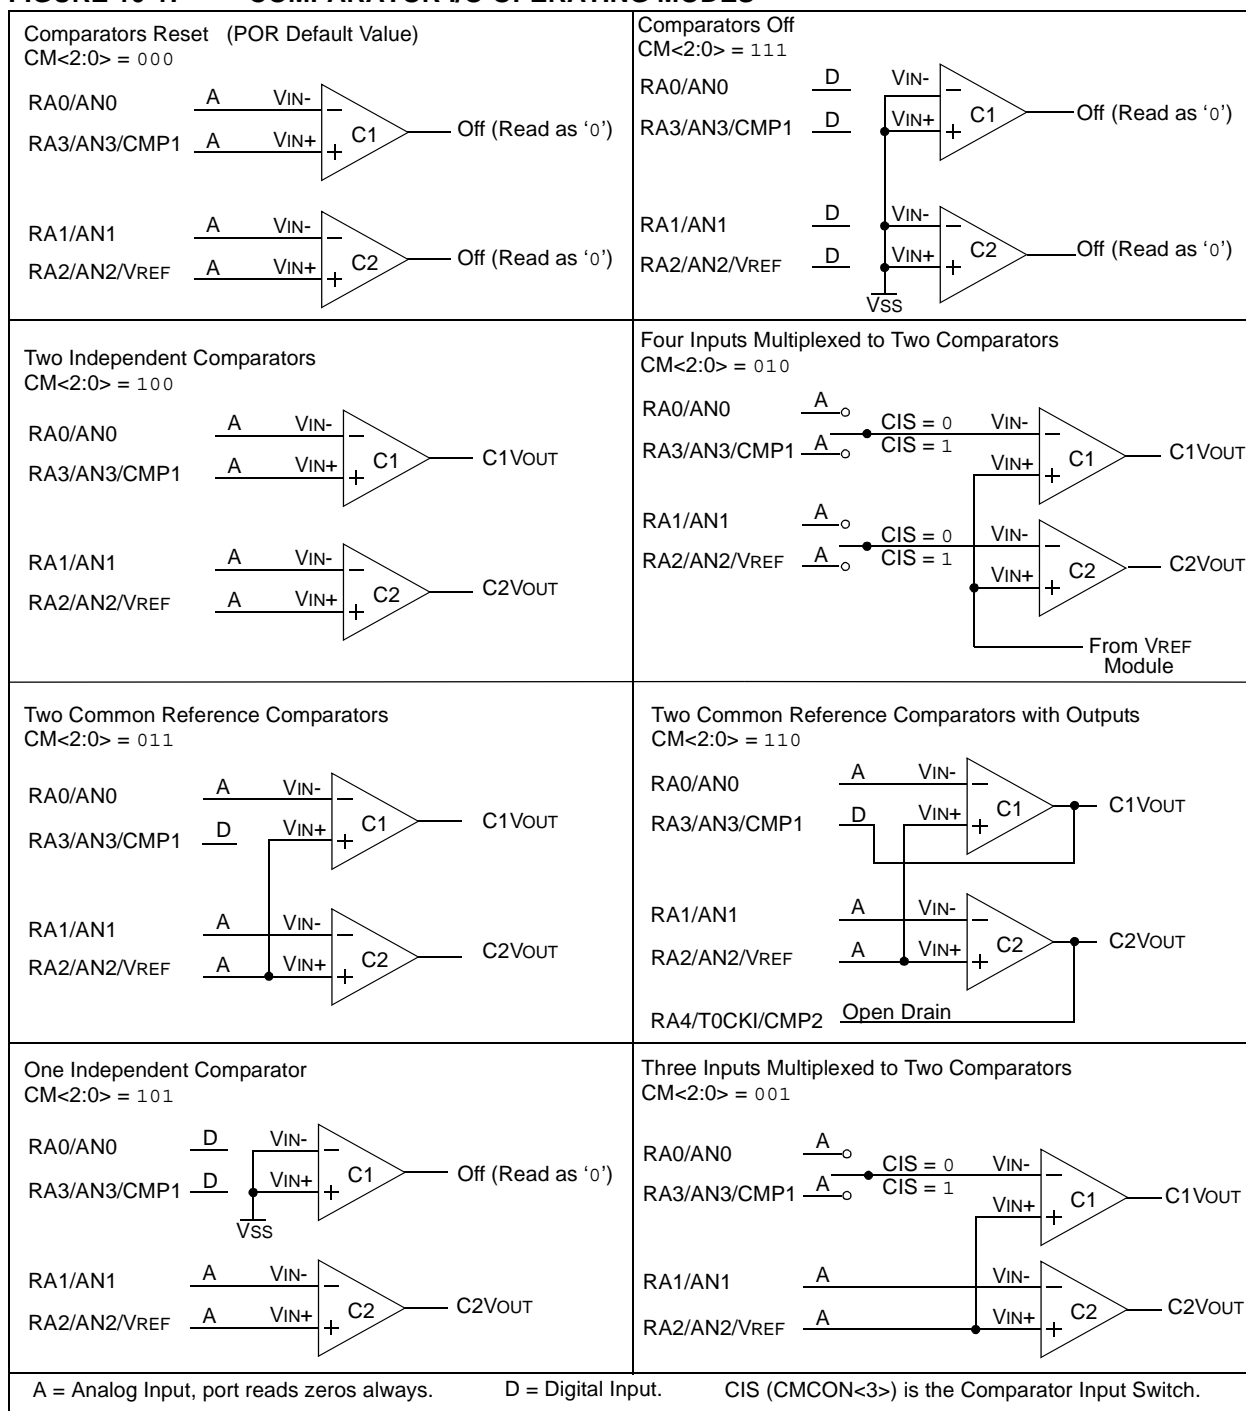 Comparators Reset (POR Default Value)
CM<2:0> = 000
RA0/AN0 A VIN-
RA3/AN3/CMP1 A VIN+ C1 Off (Read as ‘0’)
RA1/AN1 A VIN-
RA2/AN2/VREF A VIN+ C2 Off (Read as ‘0’)
Comparators Off
CM<2:0> = 111
RA0/AN0 D VIN-
RA3/AN3/CMP1 D VIN+ C1 Off (Read as ‘0’)
RA1/AN1 D VIN-
RA2/AN2/VREF D VIN+ C2 Off (Read as ‘0’)
VSS
Two Independent Comparators
CM<2:0> = 100
RA0/AN0 A VIN-
RA3/AN3/CMP1 A VIN+ C1 C1VOUT
RA1/AN1 A VIN-
RA2/AN2/VREF A VIN+ C2 C2VOUT
Four Inputs Multiplexed to Two Comparators
CM<2:0> = 010
RA0/AN0 A CIS = 0 VIN-
RA3/AN3/CMP1 A CIS = 1 VIN+ C1 C1VOUT
RA1/AN1 A CIS = 0 VIN-
RA2/AN2/VREF A CIS = 1 VIN+ C2 C2VOUT
From VREF
Module
Two Common Reference Comparators
CM<2:0> = 011
RA0/AN0 A VIN-
RA3/AN3/CMP1 D VIN+ C1 C1VOUT
RA1/AN1 A VIN-
RA2/AN2/VREF A VIN+ C2 C2VOUT
Two Common Reference Comparators with Outputs
CM<2:0> = 110
RA0/AN0 A VIN-
RA3/AN3/CMP1 D VIN+ C1 C1VOUT
RA1/AN1 A VIN-
RA2/AN2/VREF A VIN+ C2 C2VOUT
RA4/T0CKI/CMP2 Open Drain
One Independent Comparator
CM<2:0> = 101
RA0/AN0 D VIN-
RA3/AN3/CMP1 D VIN+ C1 Off (Read as ‘0’)
VSS
RA1/AN1 A VIN-
RA2/AN2/VREF A VIN+ C2 C2VOUT
Three Inputs Multiplexed to Two Comparators
CM<2:0> = 001
RA0/AN0 A CIS = 0 VIN-
RA3/AN3/CMP1 A CIS = 1 VIN+ C1 C1VOUT
RA1/AN1 A VIN-
RA2/AN2/VREF A VIN+ C2 C2VOUT
A = Analog Input, port reads zeros always. D = Digital Input. CIS (CMCON<3>) is the Comparator Input Switch.